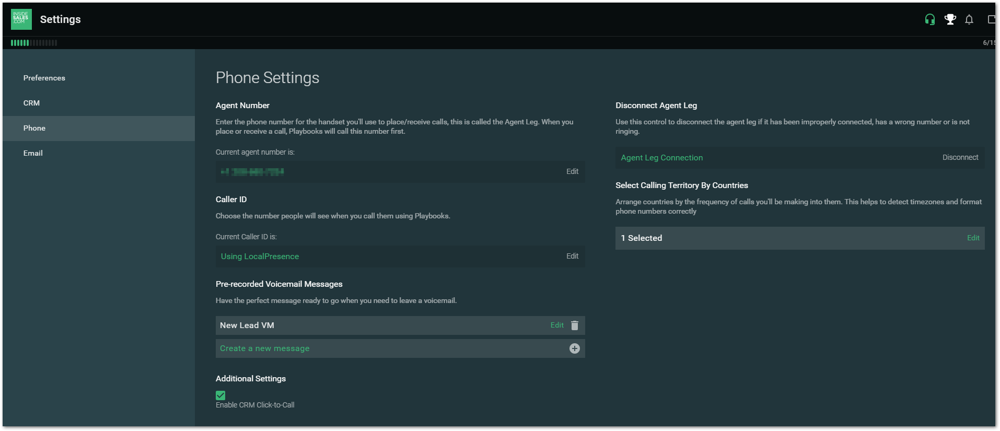 INSIDE
SALES
.COM
Settings
6/15
Preferences
CRM
Phone
Email
Phone Settings
Agent Number
Enter the phone number for the handset you'll use to place/receive calls, this is called the Agent Leg. When you
place or receive a call, Playbooks will call this number first.
Current agent number is:
Edit
Caller ID
Choose the number people will see when you call them using Playbooks.
Current Caller ID is:
Using LocalPresence
Edit
Pre-recorded Voicemail Messages
Have the perfect message ready to go when you need to leave a voicemail.
New Lead VM
Edit
Create a new message
Additional Settings
Enable CRM Click-to-Call
Disconnect Agent Leg
Use this control to disconnect the agent leg if it has been improperly connected, has a wrong number or is not
ringing.
Agent Leg Connection
Disconnect
Select Calling Territory By Countries
Arrange countries by the frequency of calls you'll be making into them. This helps to detect timezones and format
phone numbers correctly
1 Selected
Edit